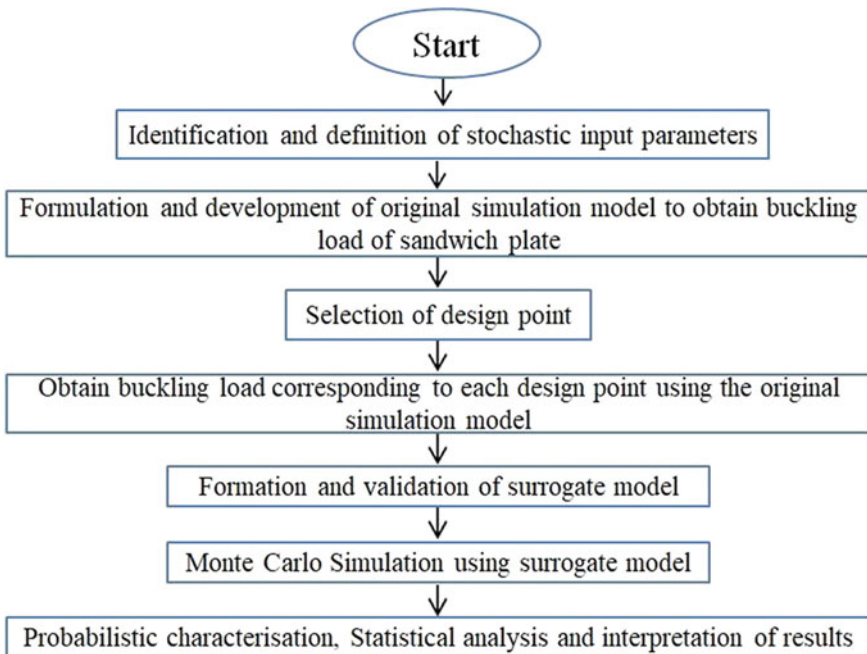 Start
Identification and definition of stochastic input parameters
Formulation and development of original simulation model to obtain buckling
load of sandwich plate
Selection of design point
Obtain buckling load corresponding to each design point using the original
simulation model
Formation and validation of surrogate model
Monte Carlo Simulation using surrogate model
Probabilistic characterisation, Statistical analysis and interpretation of results